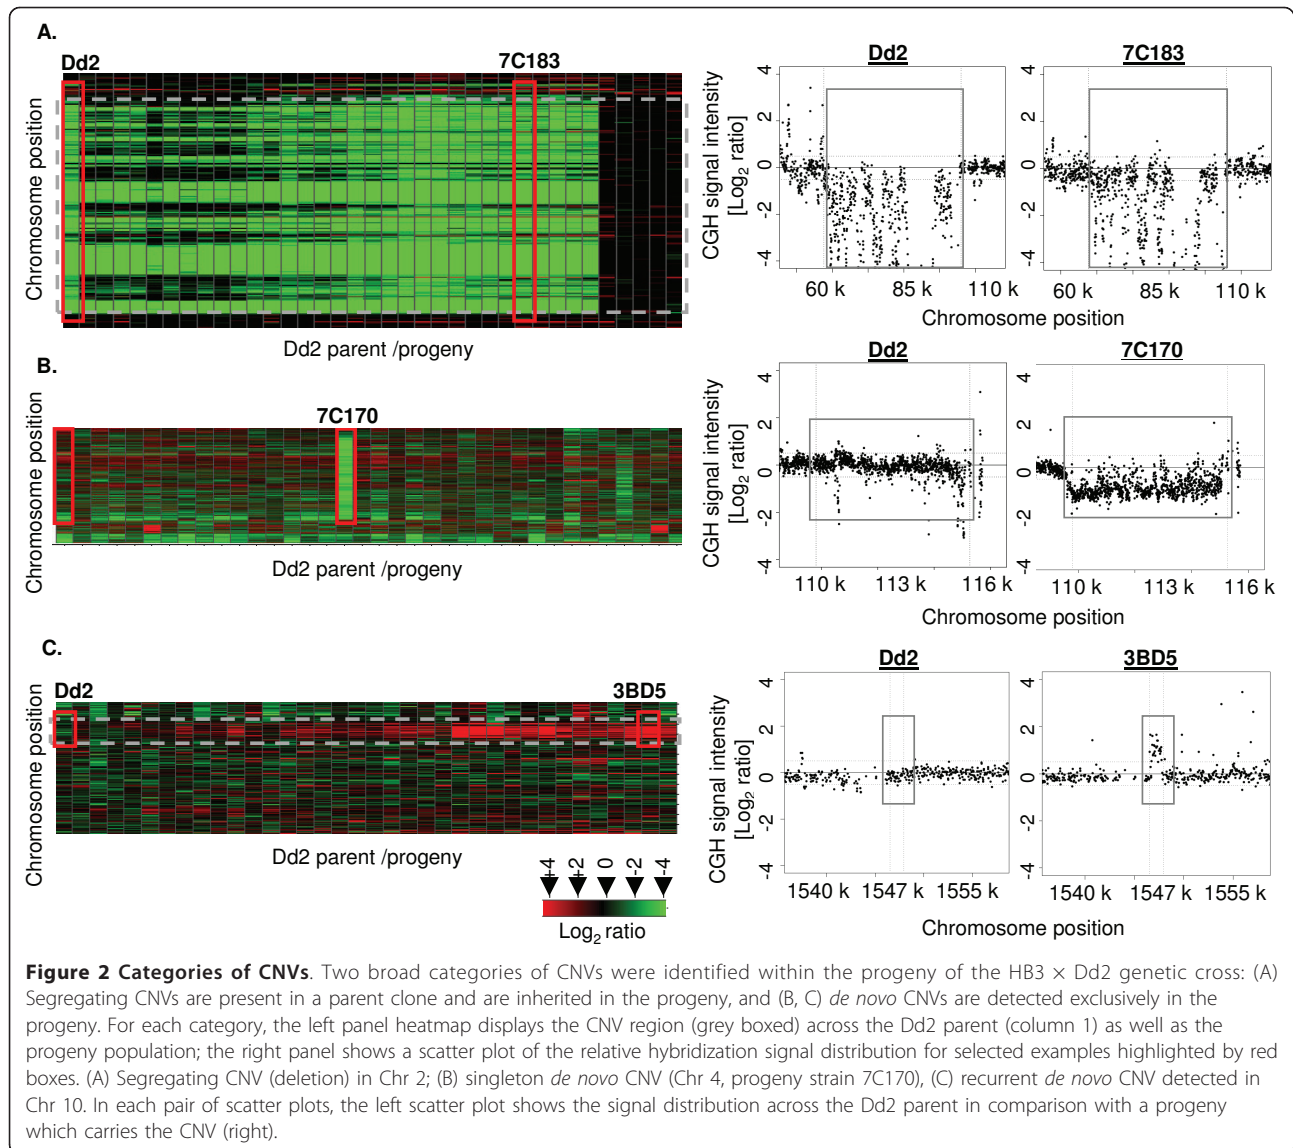 A.
Dd2
7C183
Chromosome position
Dd2 parent /progeny
Dd2
7C183
CGH signal intensity
[Log2 ratio]
4
2
0
-2
-4
60 k 85 k 110 k
60 k 85 k 110 k
Chromosome position
B.
7C170
Chromosome position
Dd2 parent /progeny
Dd2
7C170
CGH signal intensity
[Log2 ratio]
4
2
0
-2
-4
4
2
0
-2
-4
110 k 113 k 116 k
110 k 113 k 116 k
Chromosome position
C.
Dd2
3BD5
Chromosome position
Dd2 parent /progeny
+4
+2
0
-2
-4
Log2 ratio
Dd2
3BD5
CGH signal intensity
[Log2 ratio]
4
2
0
-2
-4
4
2
0
-2
-4
1540 k 1547 k 1555 k
1540 k 1547 k 1555 k
Chromosome position
Figure 2 Categories of CNVs. Two broad categories of CNVs were identified within the progeny of the HB3 × Dd2 genetic cross: (A)
Segregating CNVs are present in a parent clone and are inherited in the progeny, and (B, C) de novo CNVs are detected exclusively in the
progeny. For each category, the left panel heatmap displays the CNV region (grey boxed) across the Dd2 parent (column 1) as well as the
progeny population; the right panel shows a scatter plot of the relative hybridization signal distribution for selected examples highlighted by red
boxes. (A) Segregating CNV (deletion) in Chr 2; (B) singleton de novo CNV (Chr 4, progeny strain 7C170), (C) recurrent de novo CNV detected in
Chr 10. In each pair of scatter plots, the left scatter plot shows the signal distribution across the Dd2 parent in comparison with a progeny
which carries the CNV (right).